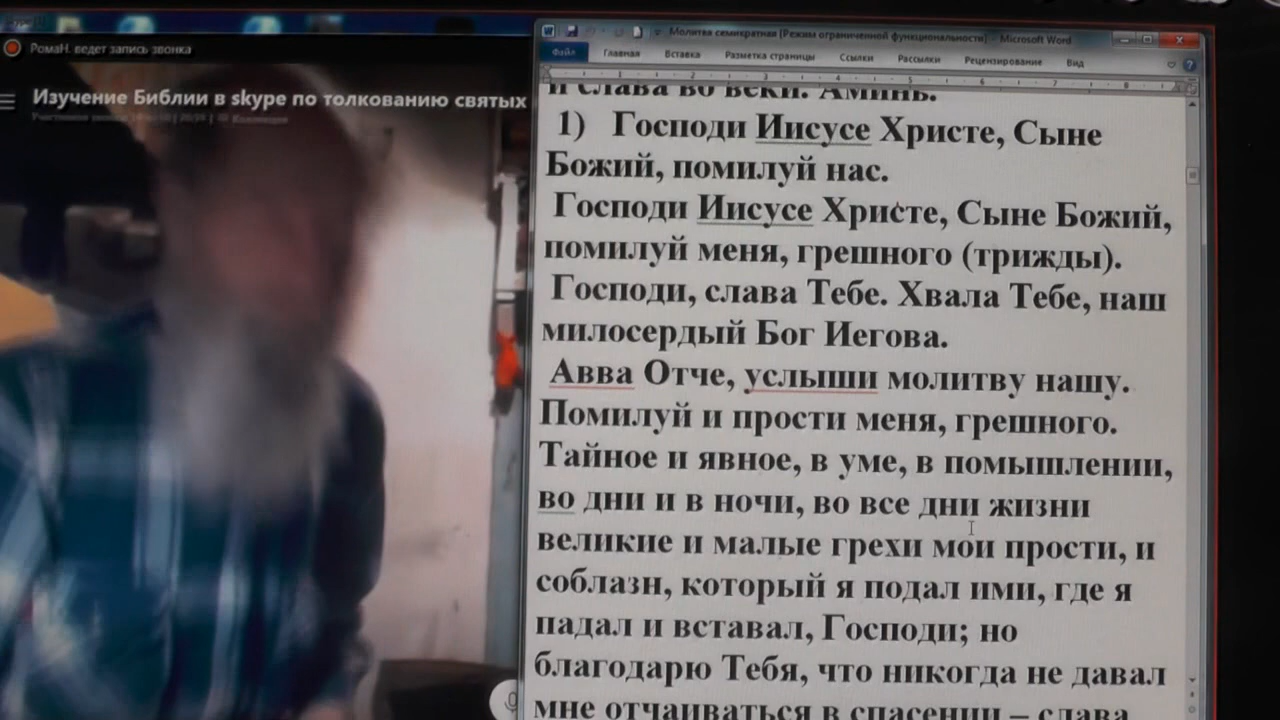 РомаН. ведет запись звонка
Изучение Библии в skype по толкованию святых
Молитва семикратная [Режим ограниченной функциональности] - Microsoft Word
Файл Главная Вставка Разметка страницы Ссылки Рассылки Рецензирование Вид
и слава во веки. Аминь.
1) Господи Иисусе Христе, Сыне
Божий, помилуй нас.
Господи Иисусе Христе, Сыне Божий,
помилуй меня, грешного (трижды).
Господи, слава Тебе. Хвала Тебе, наш
милосердый Бог Иегова.
Авва Отче, услыши молитву нашу.
Помилуй и прости меня, грешного.
Тайное и явное, в уме, в помышлении,
во дни и в ночи, во все дни жизни
великие и малые грехи мои прости, и
соблазн, который я подал ими, где я
падал и вставал, Господи; но
благодарю Тебя, что никогда не давал
мне отчаиваться в спасении – слава